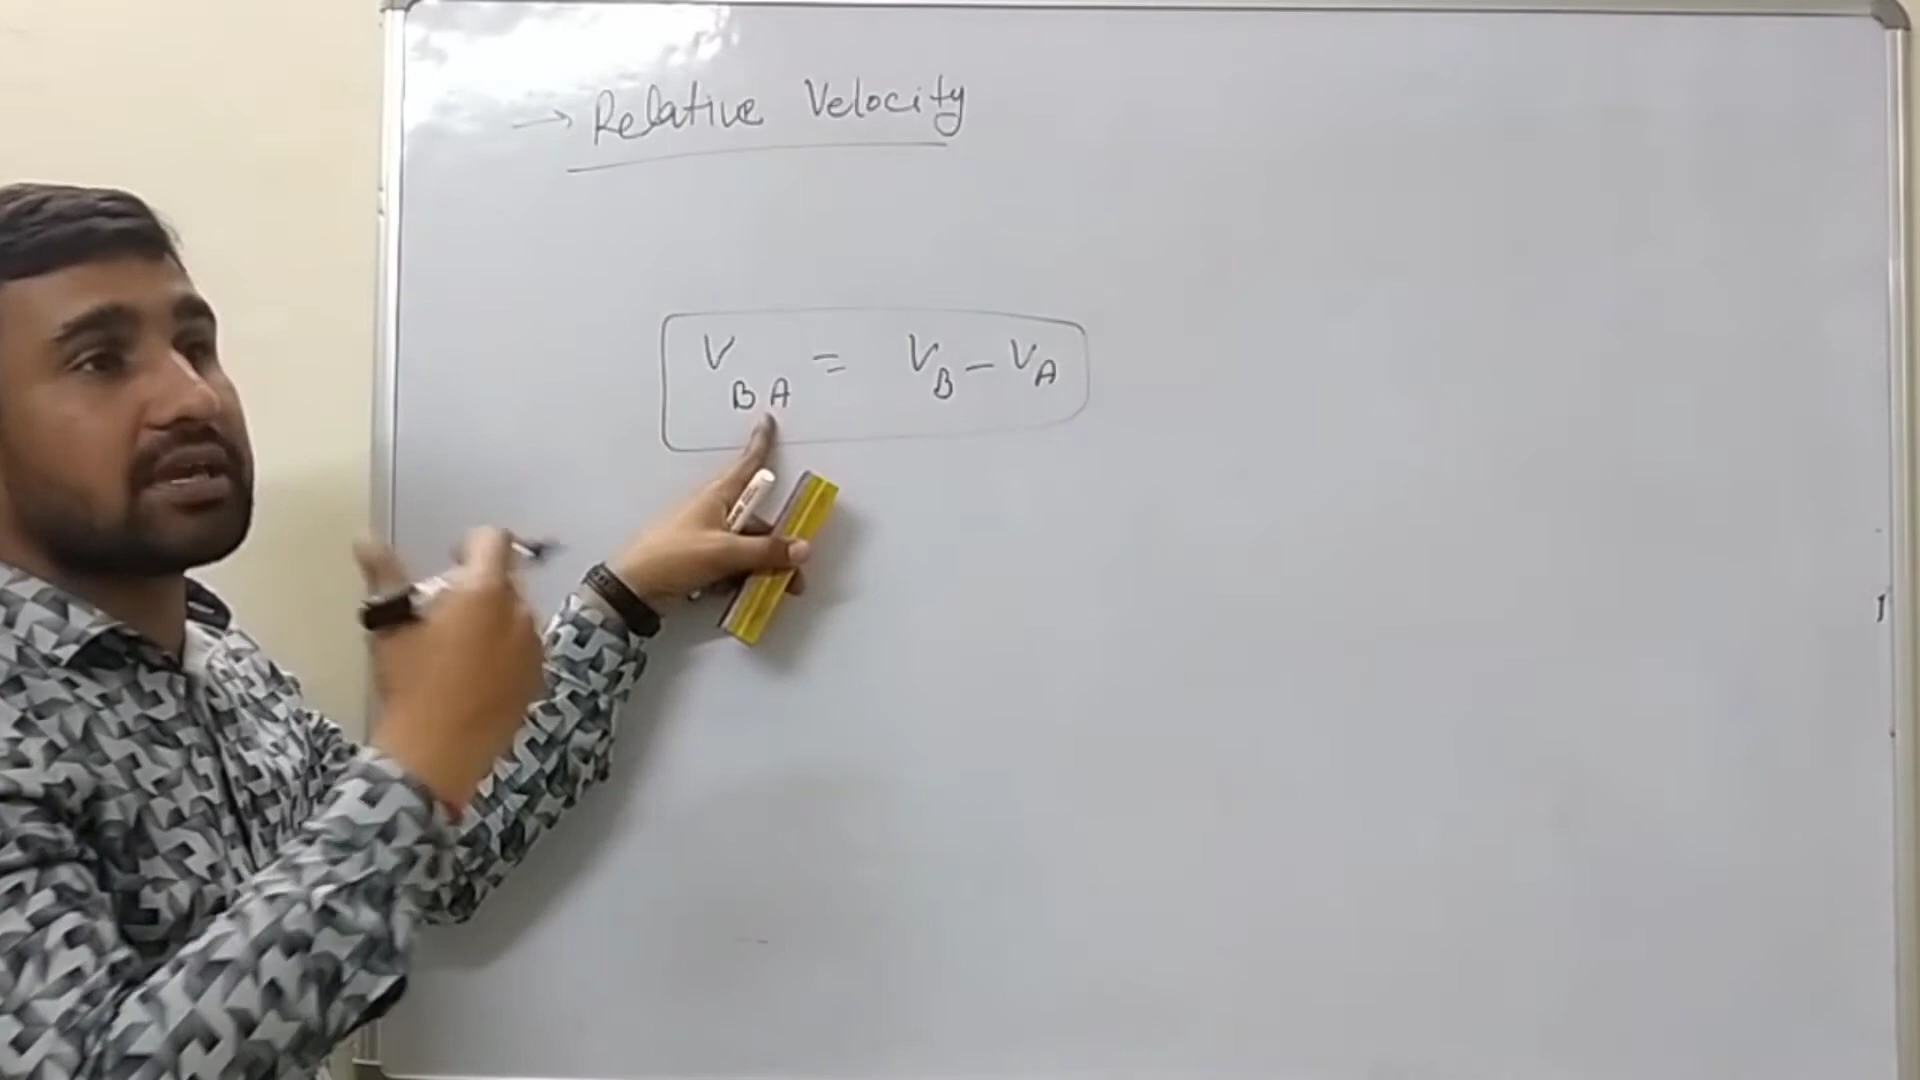 → Relative Velocity
V_BA = V_B - V_A